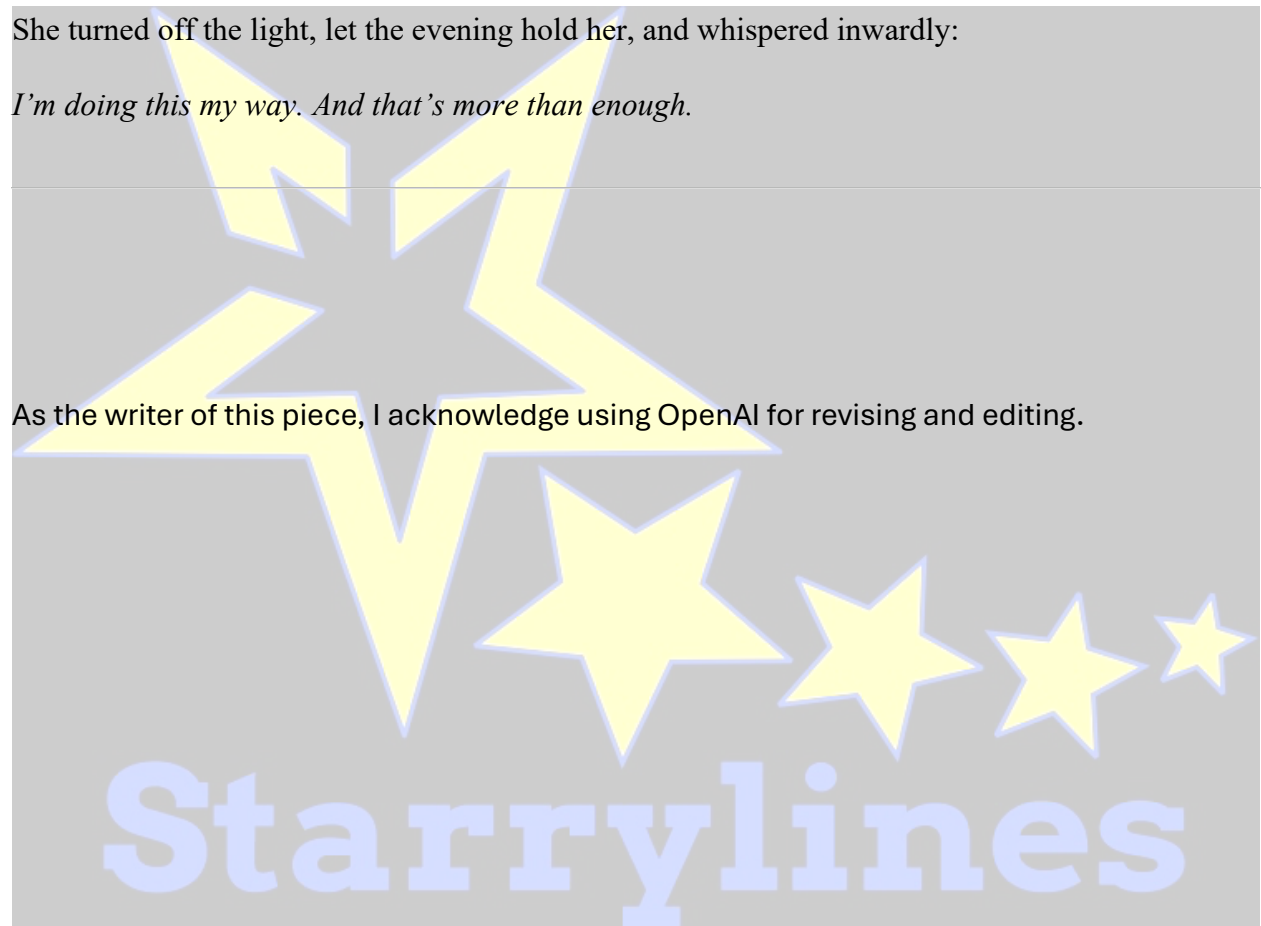 She turned off the light, let the evening hold her, and whispered inwardly:
I’m doing this my way. And that’s more than enough.
As the writer of this piece, I acknowledge using OpenAI for revising and editing.
Starrylines